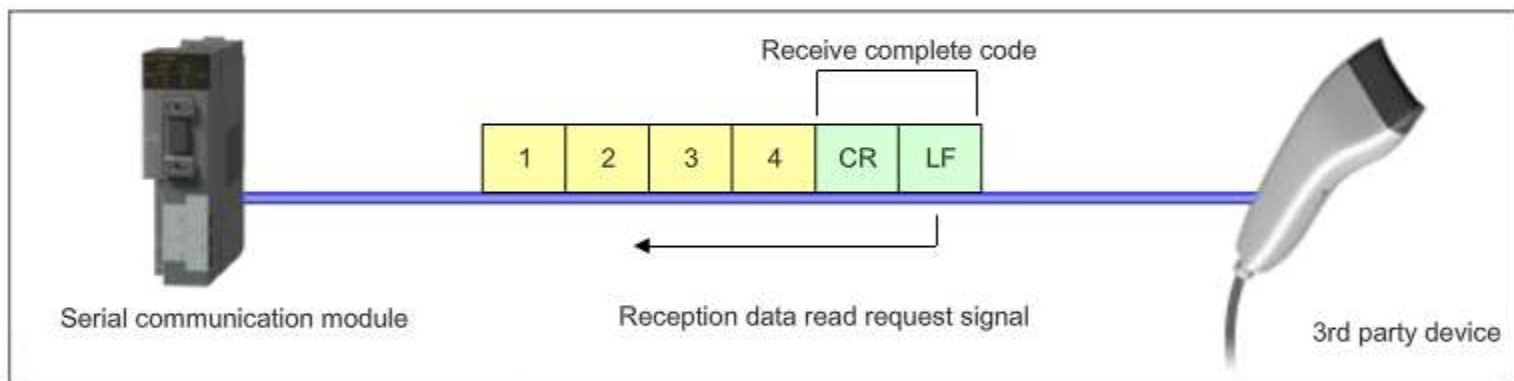 Receive complete code
1 2 3 4 CR LF
Serial communication module
Reception data read request signal
3rd party device